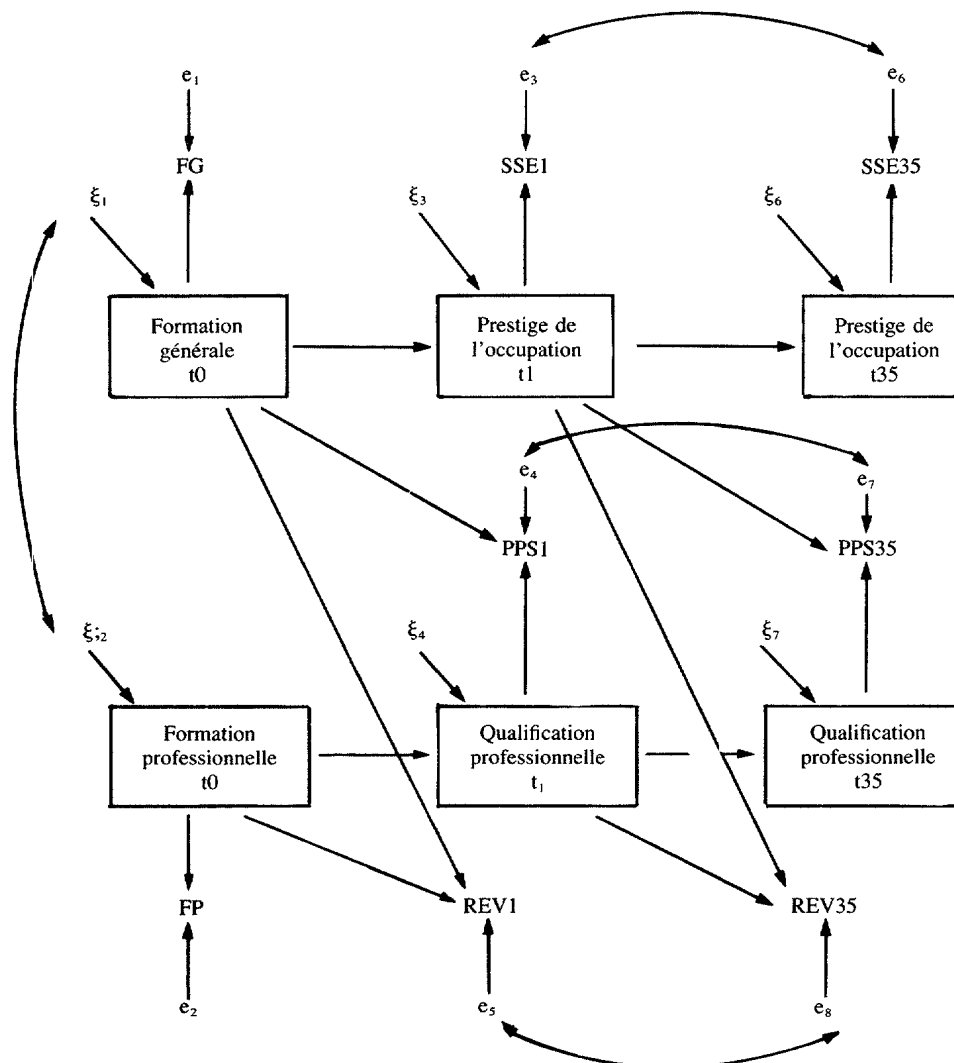 e₁
e₃
e₆
FG
SSE1
SSE35
ξ₁
ξ₃
ξ₆
Formation
générale
t0
Prestige de
l'occupation
t1
Prestige de
l'occupation
t35
e₄
e₇
PPS1
PPS35
ξ;₂
ξ₄
ξ₇
Formation
professionnelle
t0
Qualification
professionnelle
t₁
Qualification
professionnelle
t35
FP
REV1
REV35
e₂
e₅
e₈